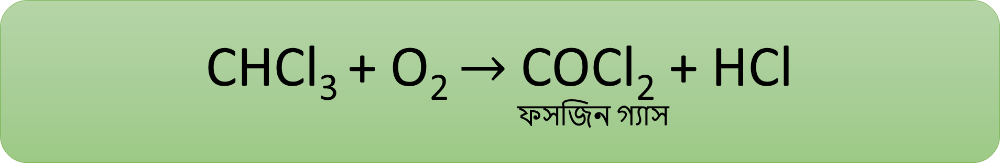 CHCl₃ + O₂ → COCl₂ + HCl
ফসজিন গ্যাস